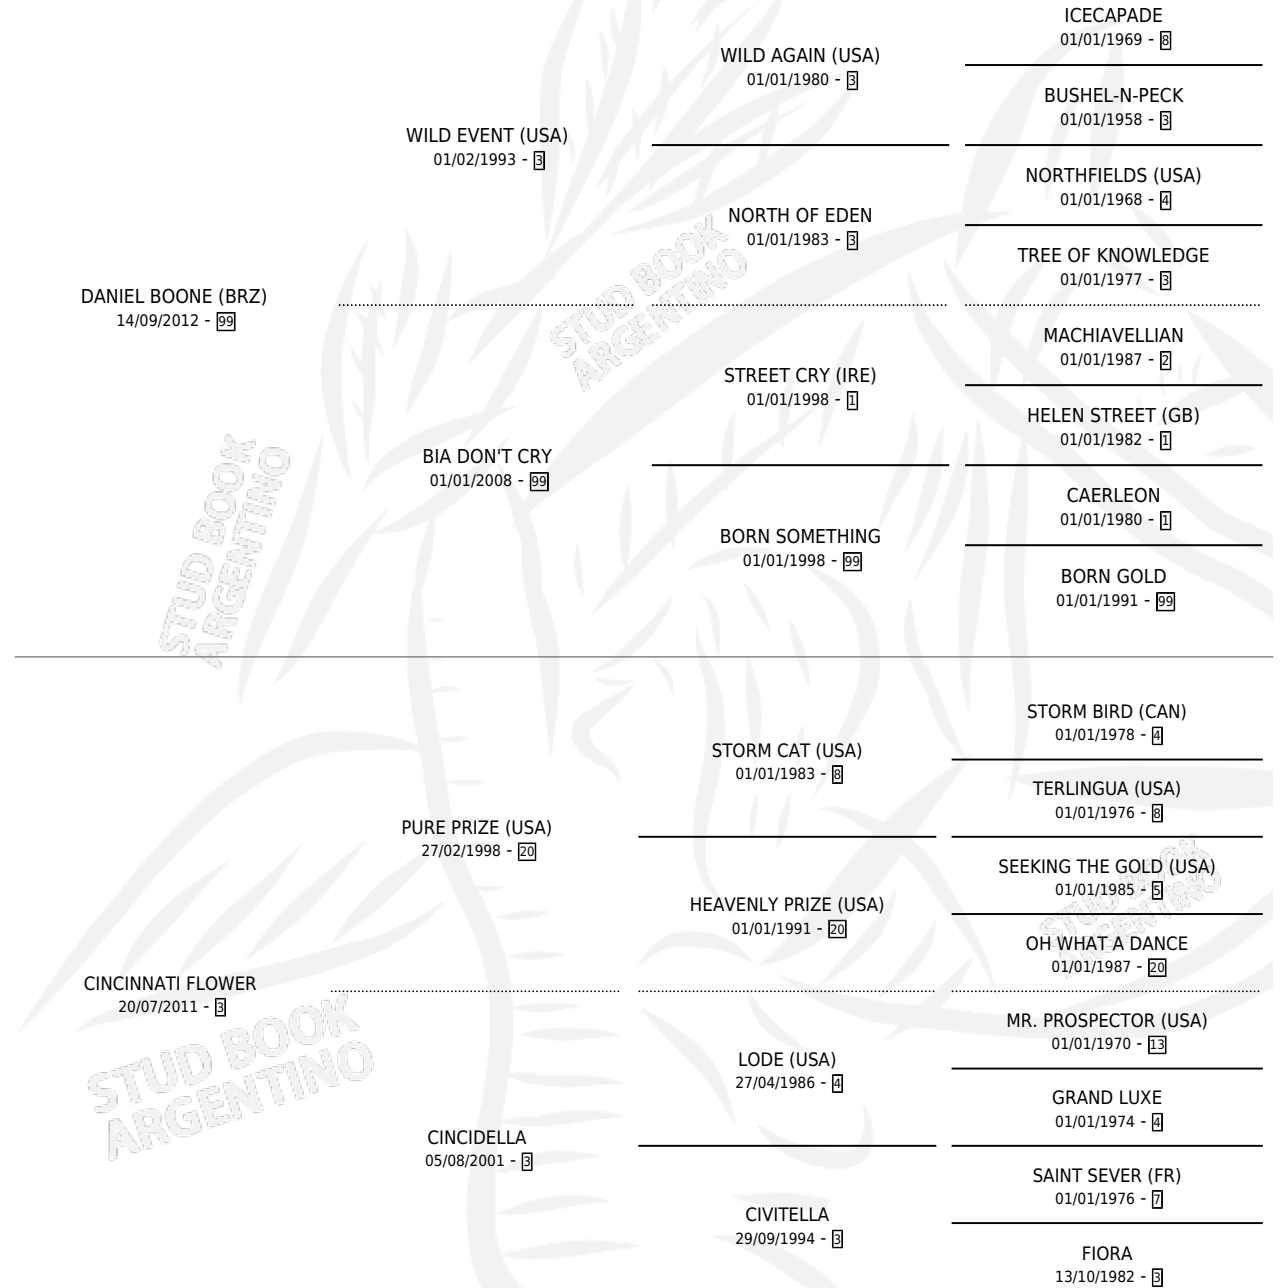 ICECAPADE
01/01/1969 - 8
WILD AGAIN (USA)
01/01/1980 - 3
BUSHEL-N-PECK
01/01/1958 - 3
WILD EVENT (USA)
01/02/1993 - 3
NORTHFIELDS (USA)
01/01/1968 - 4
NORTH OF EDEN
01/01/1983 - 3
TREE OF KNOWLEDGE
01/01/1977 - 3
DANIEL BOONE (BRZ)
14/09/2012 - 99
STUD BOOK
ARGENTINO
MACHIAVELLIAN
01/01/1987 - 2
STREET CRY (IRE)
01/01/1998 - 1
HELEN STREET (GB)
01/01/1982 - 1
BIA DON'T CRY
01/01/2008 - 99
CAERLEON
01/01/1980 - 1
BORN SOMETHING
01/01/1998 - 99
BORN GOLD
01/01/1991 - 99
STUD BOOK
ARGENTINO
STORM BIRD (CAN)
01/01/1978 - 4
STORM CAT (USA)
01/01/1983 - 8
TERLINGUA (USA)
01/01/1976 - 8
PURE PRIZE (USA)
27/02/1998 - 20
SEEKING THE GOLD (USA)
01/01/1985 - 5
HEAVENLY PRIZE (USA)
01/01/1991 - 20
OH WHAT A DANCE
01/01/1987 - 20
STUD BOOK
ARGENTINO
CINCINNATI FLOWER
20/07/2011 - 3
MR. PROSPECTOR (USA)
01/01/1970 - 13
LODE (USA)
27/04/1986 - 4
GRAND LUXE
01/01/1974 - 4
STUD BOOK
ARGENTINO
CINCIDELLA
05/08/2001 - 3
SAINT SEVER (FR)
01/01/1976 - 7
CIVITELLA
29/09/1994 - 3
FIORA
13/10/1982 - 3